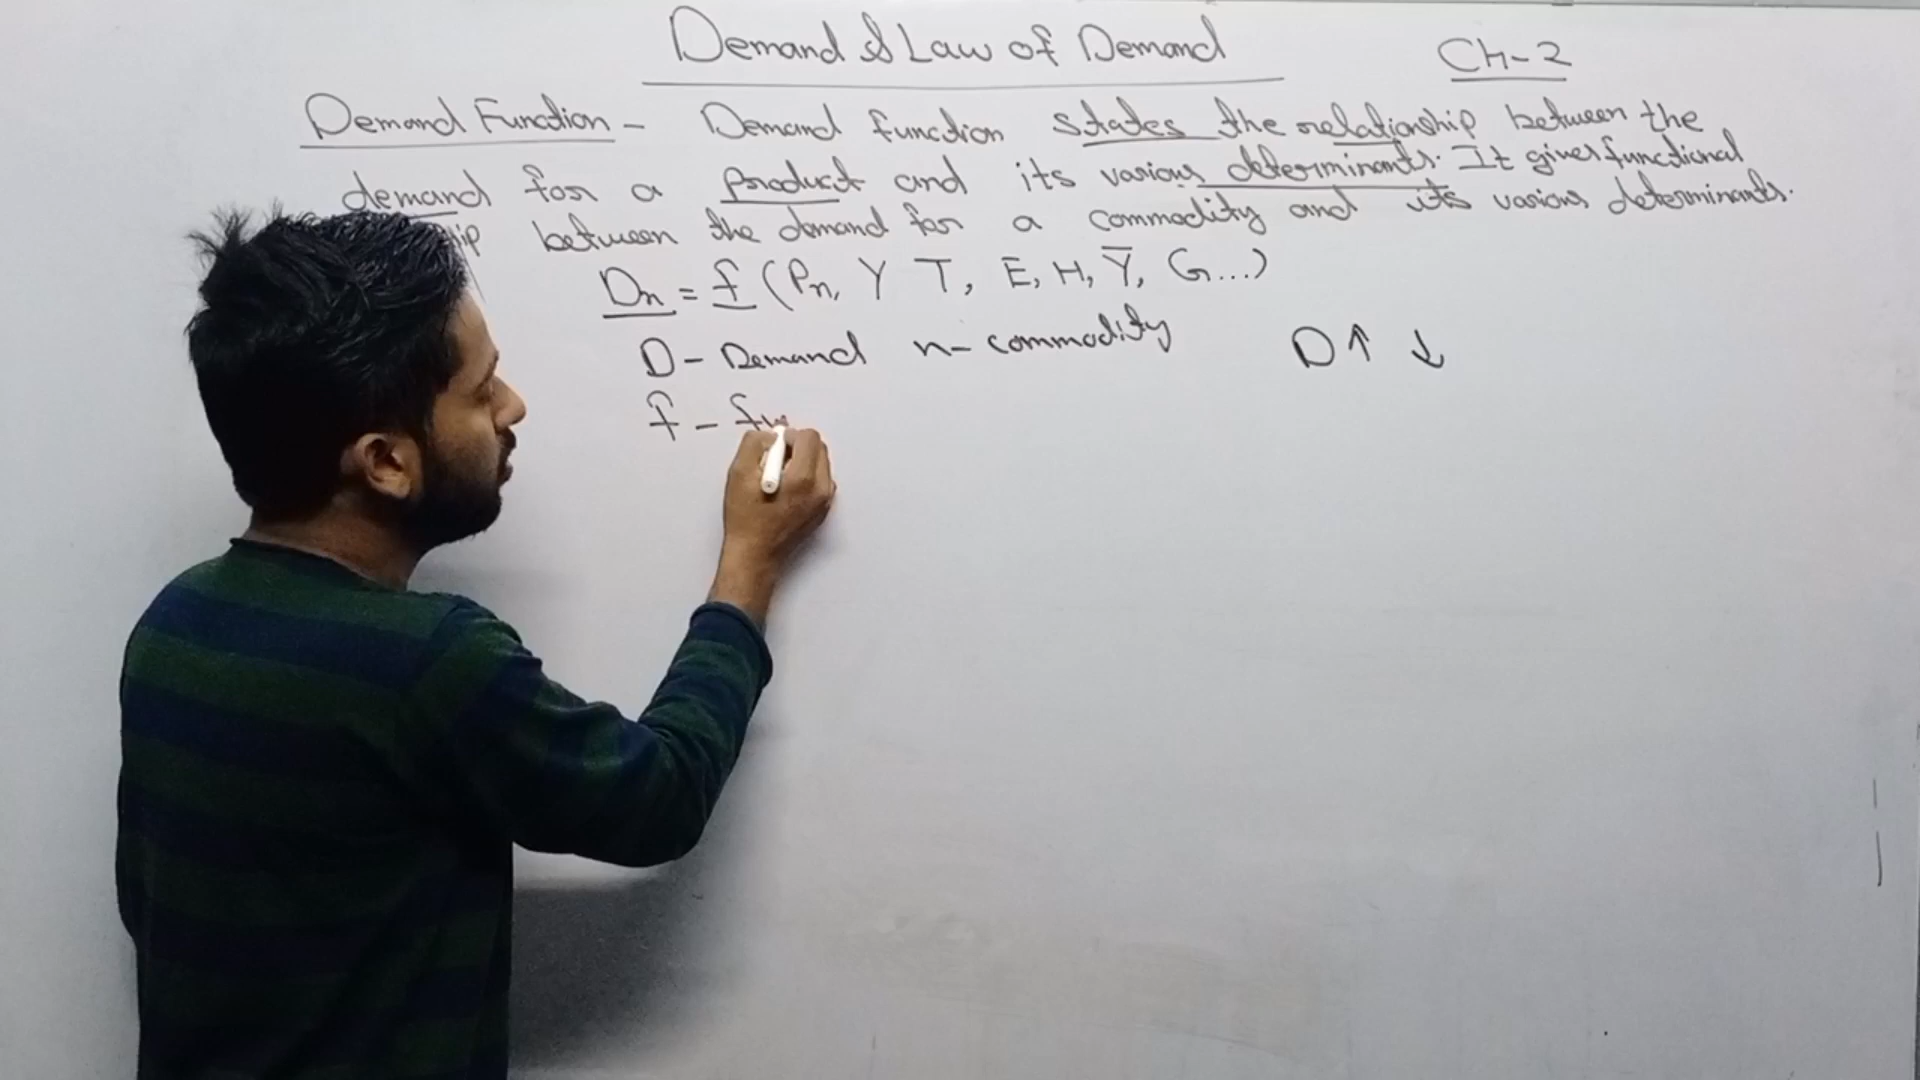 Demand & Law of Demand
Ch-2
Demand Function - Demand function states the relationship between the
demand for a product and its various determinants. It gives functional
ip between the demand for a commodity and its various determinants.
Dn = f (Pn, Y T, E, H, Y̅, G...)
D - Demand n - commodity D↑ ↓
f - fu